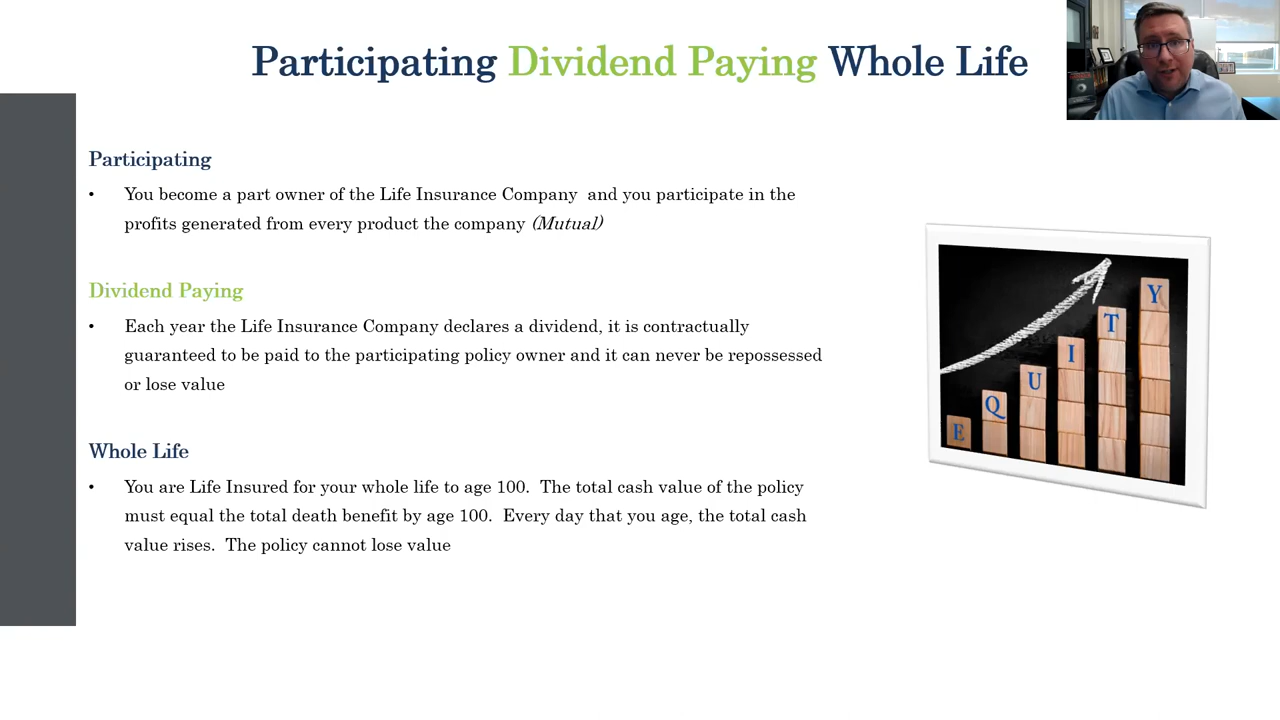 Participating Dividend Paying Whole Life
Participating
• You become a part owner of the Life Insurance Company and you participate in the
profits generated from every product the company (Mutual)
Dividend Paying
• Each year the Life Insurance Company declares a dividend, it is contractually
guaranteed to be paid to the participating policy owner and it can never be repossessed
or lose value
Whole Life
• You are Life Insured for your whole life to age 100. The total cash value of the policy
must equal the total death benefit by age 100. Every day that you age, the total cash
value rises. The policy cannot lose value
EQUITY